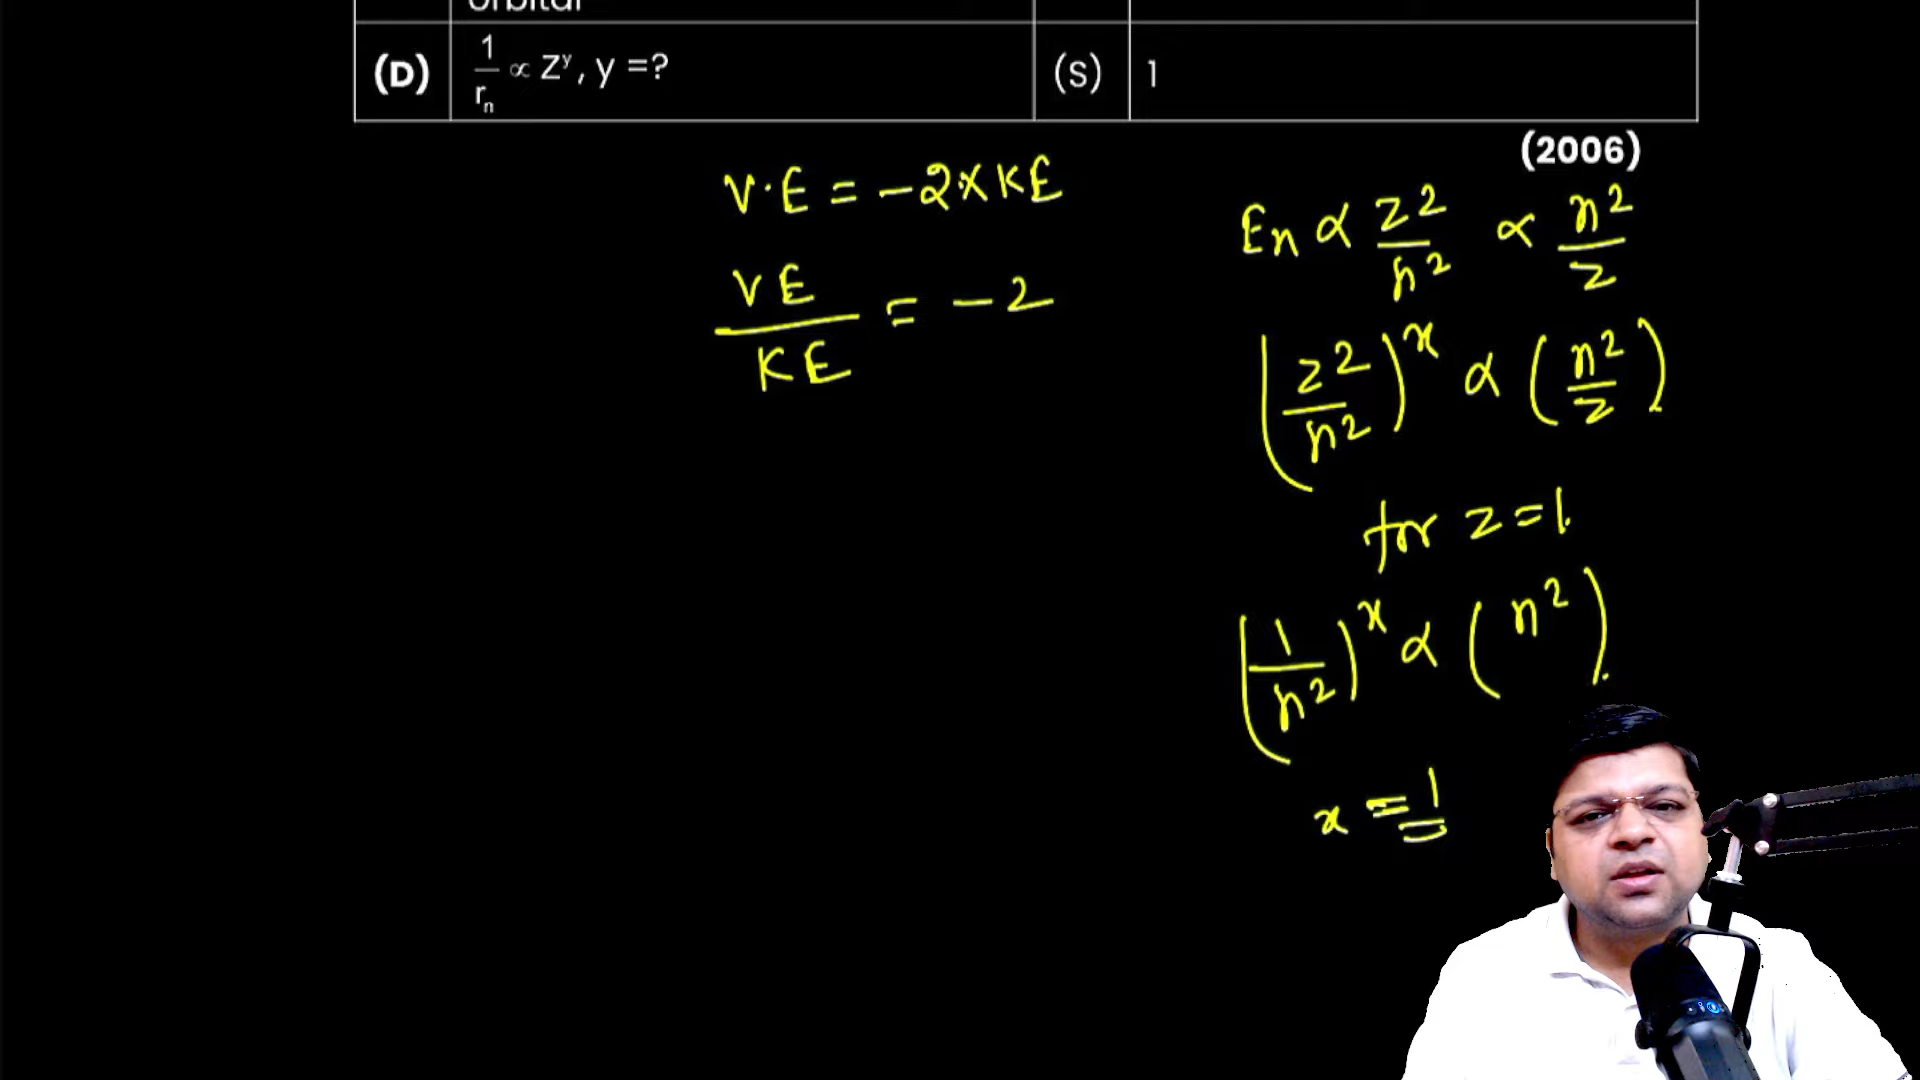 orbital
(D) 1/rₙ ∝ Zʸ, y =? (S) 1
(2006)
V.E = -2×KE
VE/KE = -2
En ∝ z²/n² ∝ n²/z
(z²/n²)ˣ ∝ (n²/z)
for z=1.
(1/n²)ˣ ∝ (n²).
x = 1